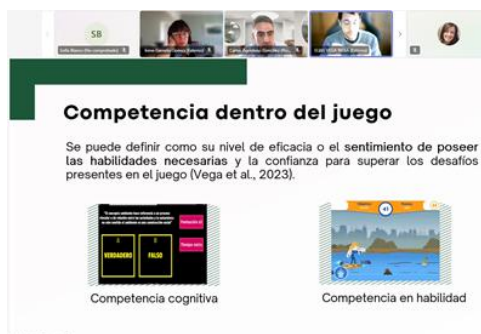 SB
Competencia dentro del juego
Se puede definir como su nivel de eficacia o el sentimiento de poseer
las habilidades necesarias y la confianza para superar los desafíos
presentes en el juego (Vega et al., 2023).
VERDADERO
FALSO
Competencia cognitiva
Competencia en habilidad